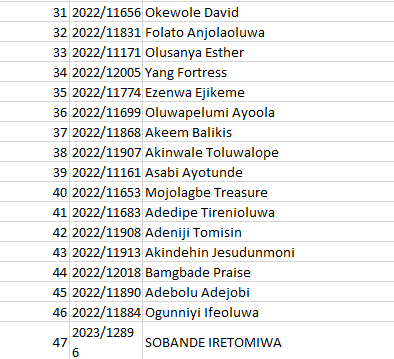 31 2022/11656 Okewole David
32 2022/11831 Folato Anjolaoluwa
33 2022/11171 Olusanya Esther
34 2022/12005 Yang Fortress
35 2022/11774 Ezenwa Ejikeme
36 2022/11699 Oluwapelumi Ayoola
37 2022/11868 Akeem Balikis
38 2022/11907 Akinwale Toluwalope
39 2022/11161 Asabi Ayotunde
40 2022/11653 Mojolagbe Treasure
41 2022/11683 Adedipe Tirenioluwa
42 2022/11908 Adeniji Tomisin
43 2022/11913 Akindehin Jesudunmoni
44 2022/12018 Bamgbade Praise
45 2022/11890 Adebolu Adejobi
46 2022/11884 Ogunniyi Ifeoluwa
2023/1289
47 SOBANDE IRETOMIWA
6